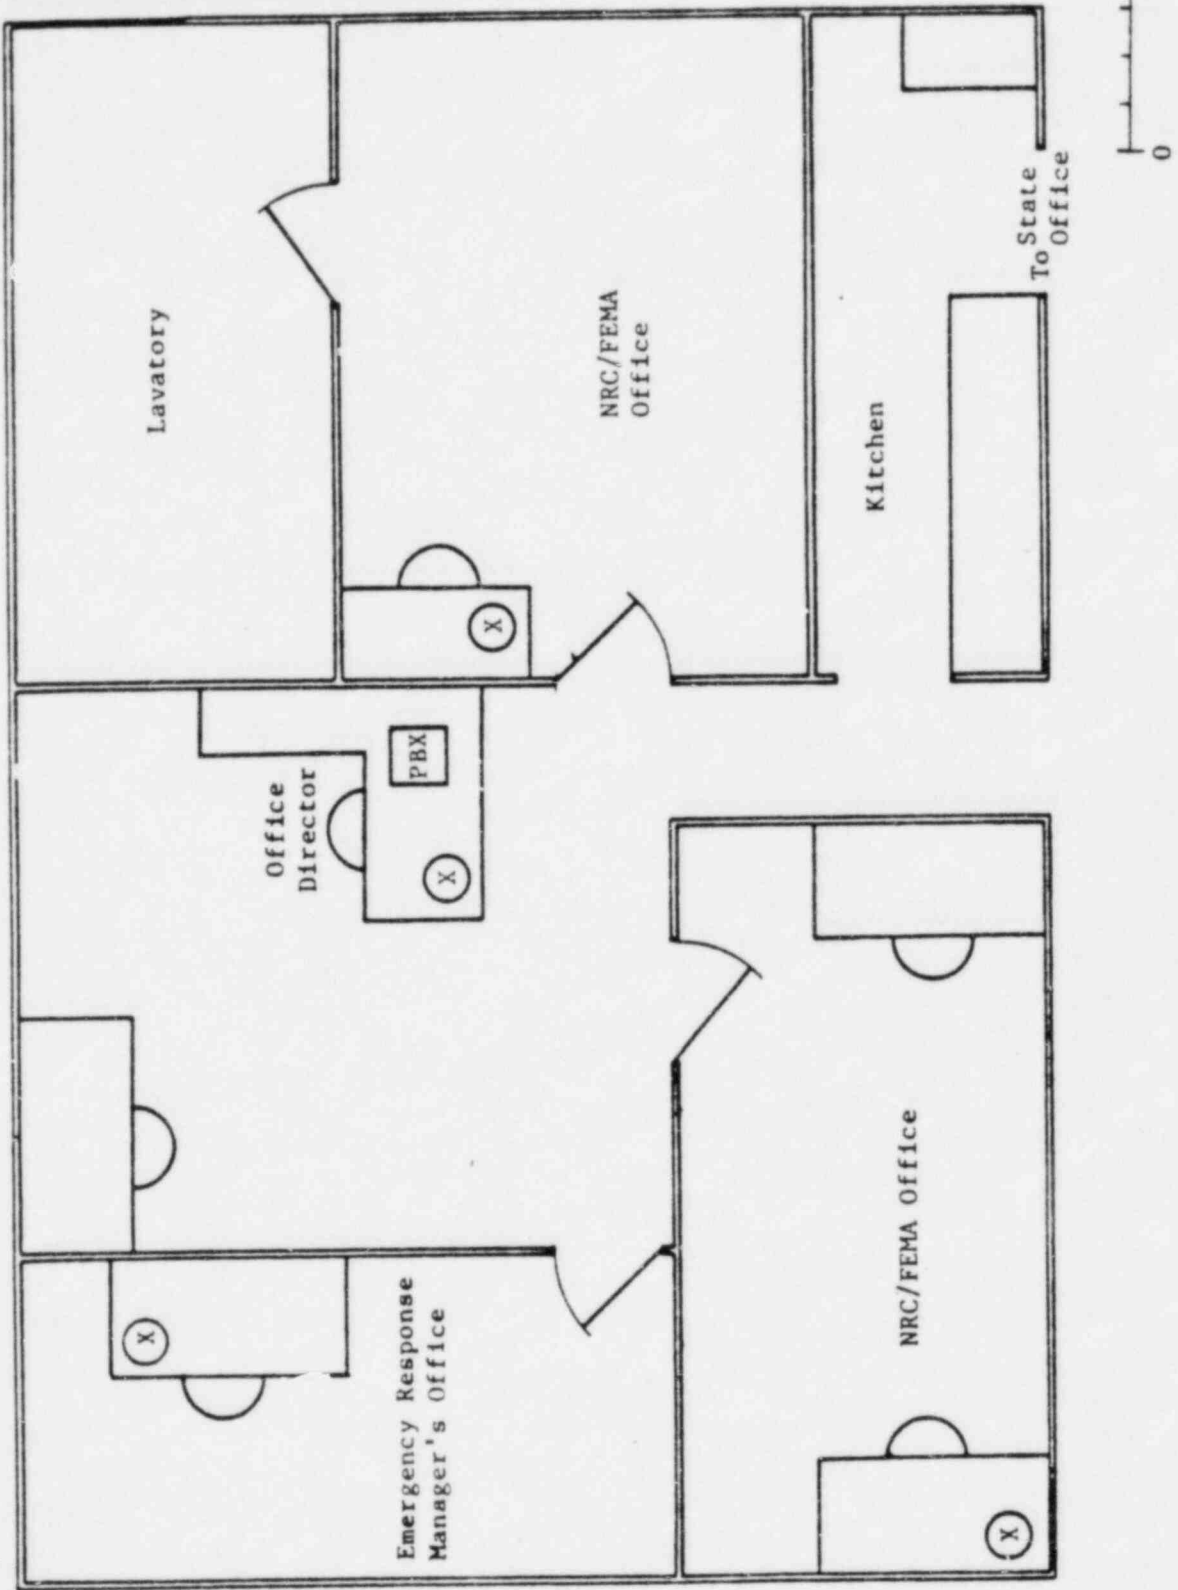 Lavatory
Office
Director
PBX
X
X
X
Emergency Response
Manager's Office
NRC/FEMA
Office
Kitchen
To State
Office
NRC/FEMA Office
X
0